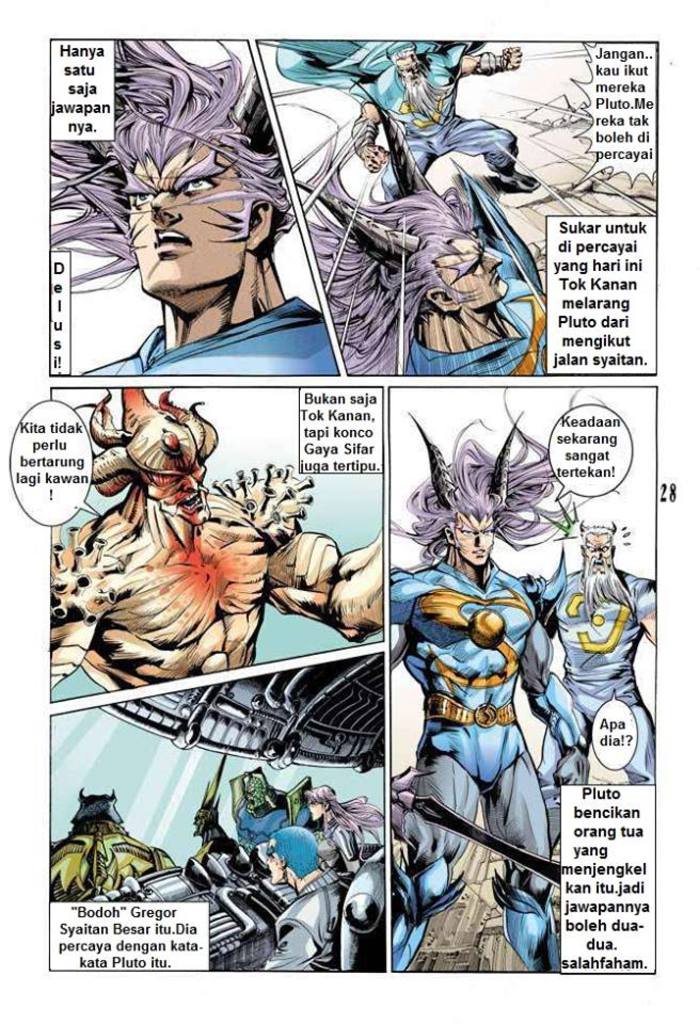 Hanya
satu
saja
jawapan
nya.
D
e
l
u
s
i
!
Jangan..
kau ikut
mereka
Pluto.Me
reka tak
boleh di
percayai
Sukar untuk
di percayai
yang hari ini
Tok Kanan
melarang
Pluto dari
mengikut
jalan syaitan.
Kita tidak
perlu
bertarung
lagi kawan
!
Bukan saja
Tok Kanan,
tapi konco
Gaya Sifar
juga tertipu.
"Bodoh" Gregor
Syaitan Besar itu.Dia
percaya dengan kata-
kata Pluto itu.
Keadaan
sekarang
sangat
tertekan!
Apa
dia!?
Pluto
bencikan
orang tua
yang
menjengkel
kan itu.jadi
jawapannya
boleh dua-
dua.
salahfaham.
28